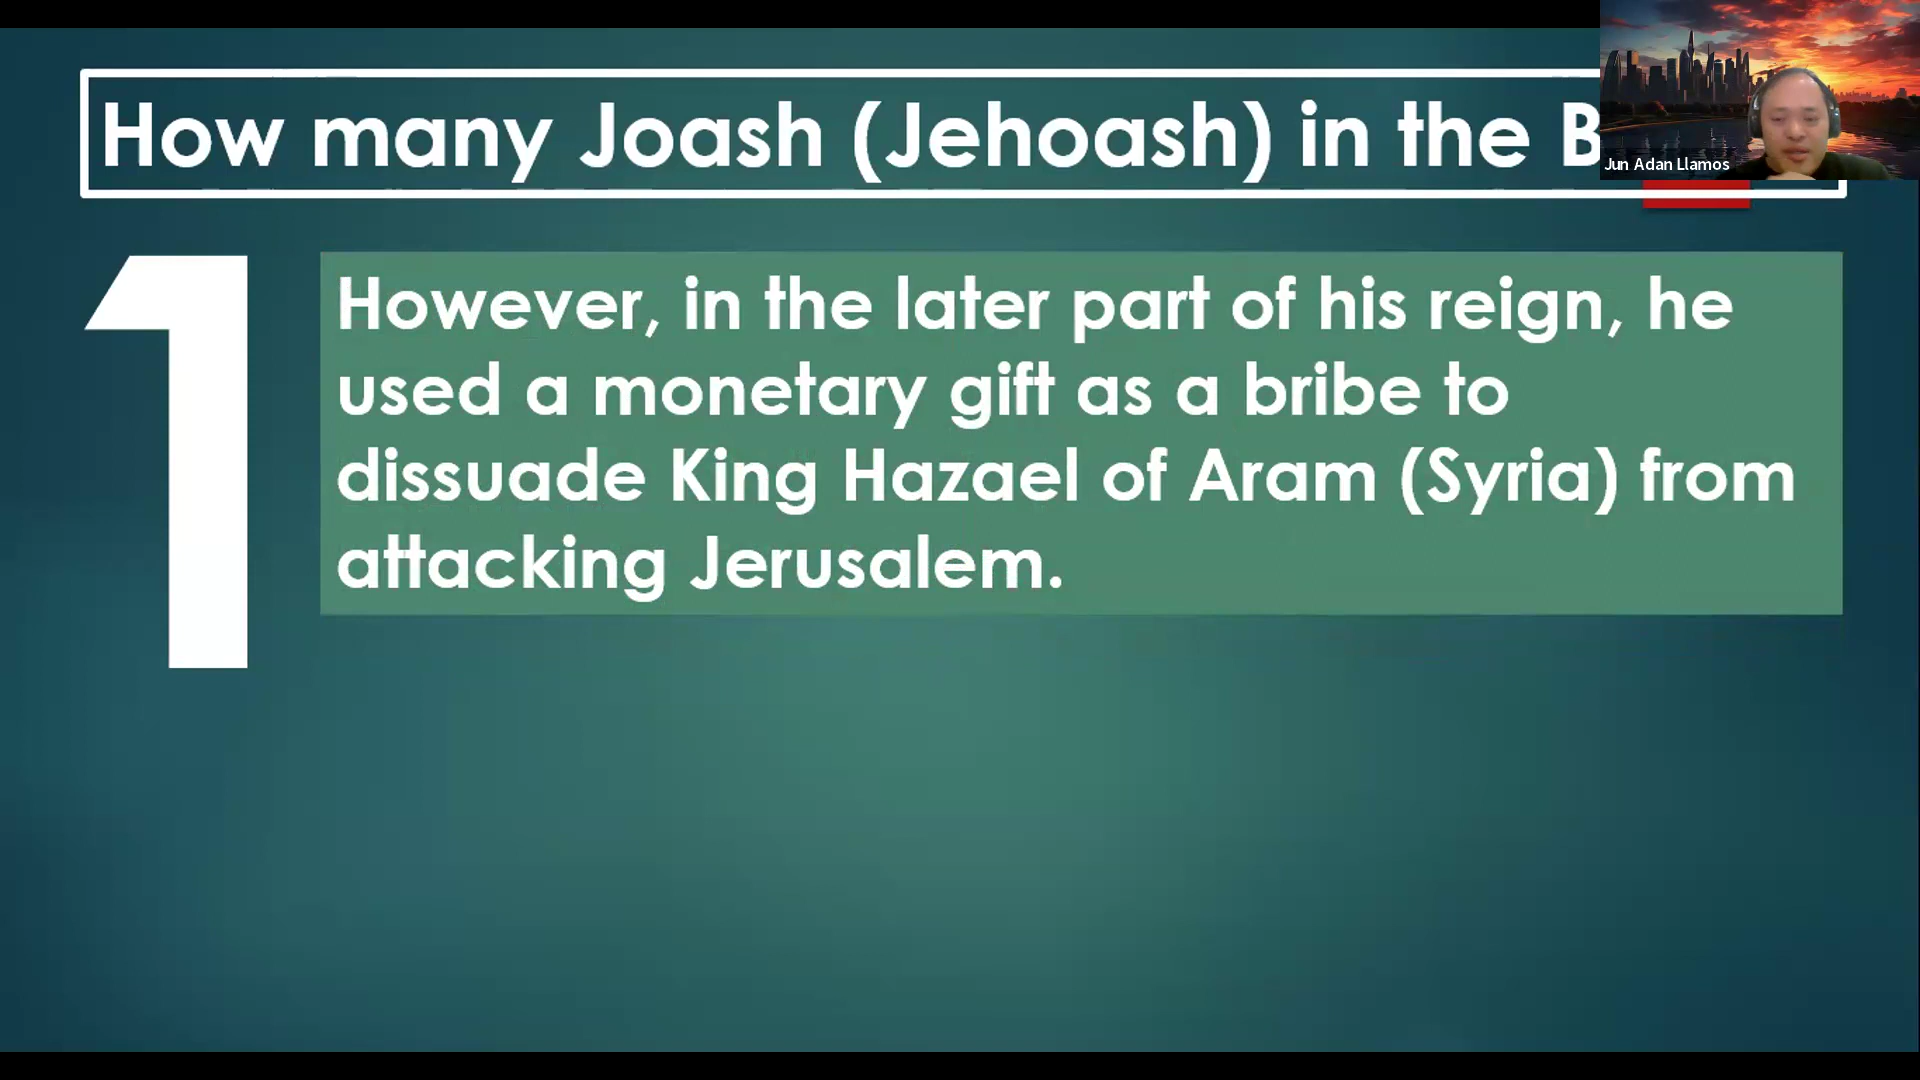 How many Joash (Jehoash) in the
Jun Adan Llamos
1
However, in the later part of his reign, he
used a monetary gift as a bribe to
dissuade King Hazael of Aram (Syria) from
attacking Jerusalem.